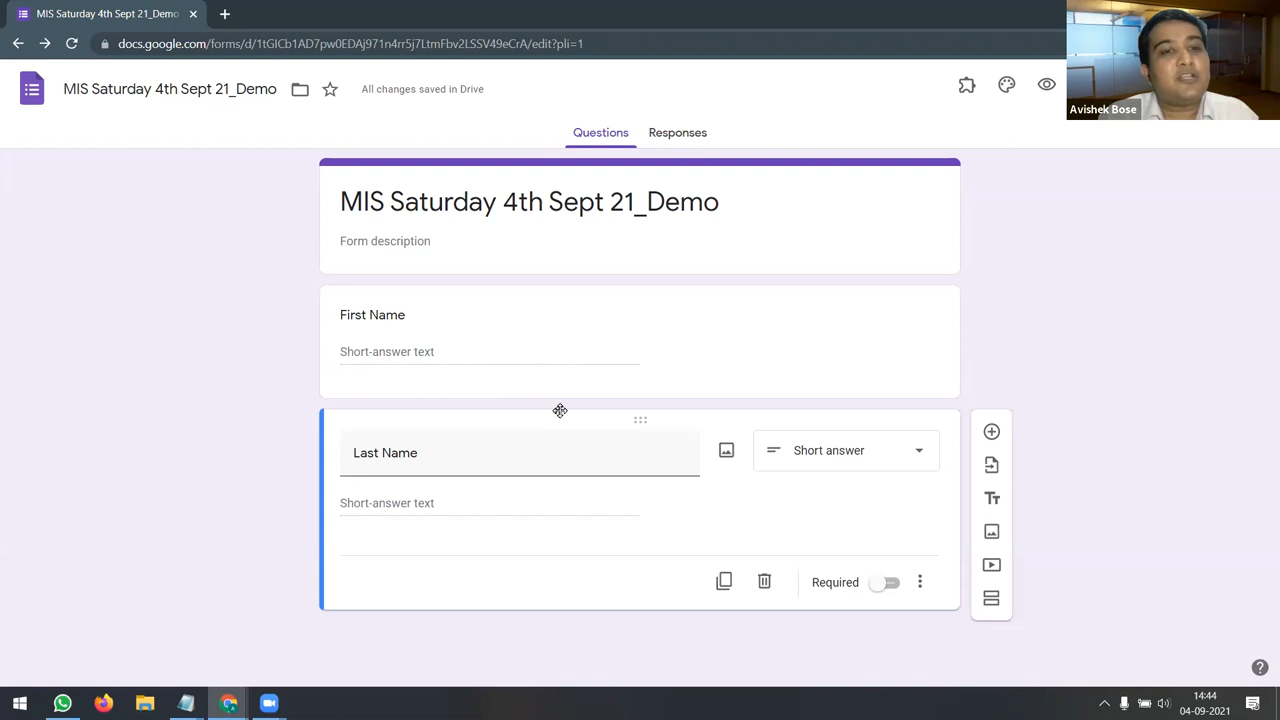 MIS Saturday 4th Sept 21_Demo
docs.google.com/forms/d/1tGICb1AD7pw0EDAj971n4rr5j7LtmFbv2LSSV49eCrA/edit?pli=1
MIS Saturday 4th Sept 21_Demo
All changes saved in Drive
Avishek Bose
Questions
Responses
MIS Saturday 4th Sept 21_Demo
Form description
First Name
Short-answer text
Last Name
Short answer
Short-answer text
Required
14:44
04-09-2021